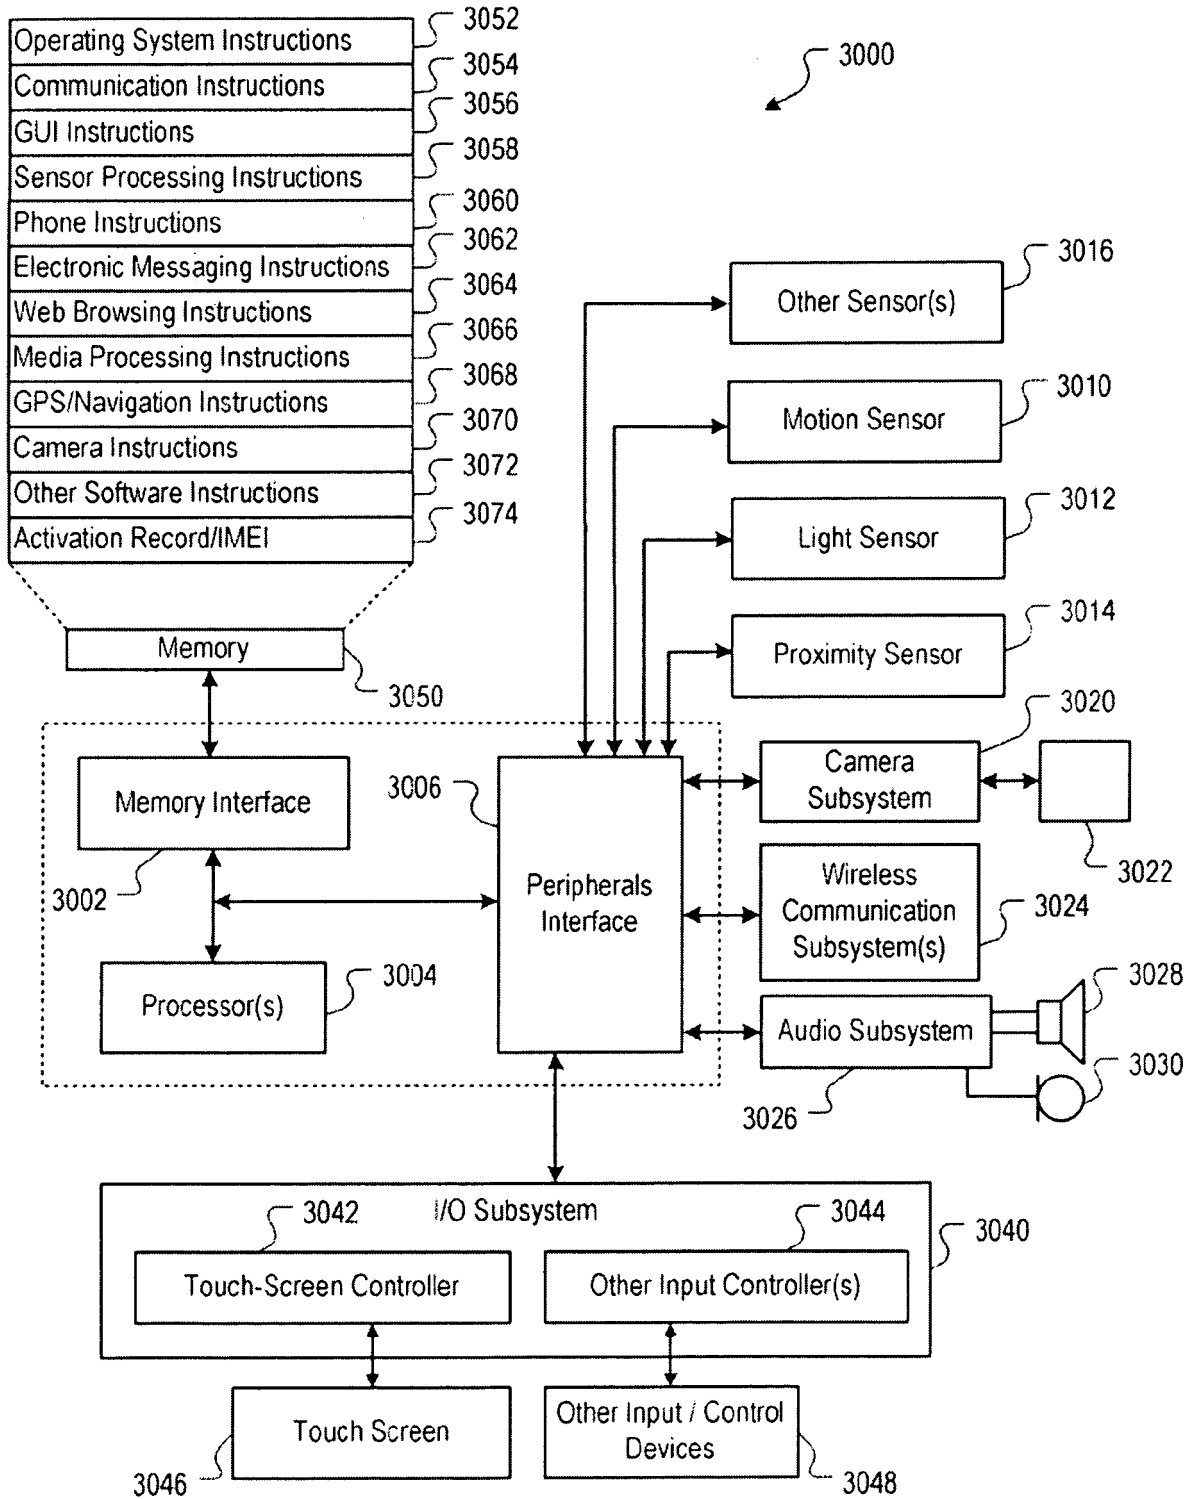 3052
Operating System Instructions
3054
Communication Instructions
3056
GUI Instructions
3058
Sensor Processing Instructions
3060
Phone Instructions
3062
Electronic Messaging Instructions
3064
Web Browsing Instructions
3066
Media Processing Instructions
3068
GPS/Navigation Instructions
3070
Camera Instructions
3072
Other Software Instructions
3074
Activation Record/IMEI
3000
Memory
3050
3016
Other Sensor(s)
3010
Motion Sensor
3012
Light Sensor
3014
Proximity Sensor
3020
Camera
Subsystem
3022
Memory Interface
3002
3006
Peripherals
Interface
Wireless
Communication
Subsystem(s)
3024
3004
Processor(s)
Audio Subsystem
3028
3026
3030
I/O Subsystem
3042
3044
3040
Touch-Screen Controller
Other Input Controller(s)
Touch Screen
3046
Other Input / Control
Devices
3048